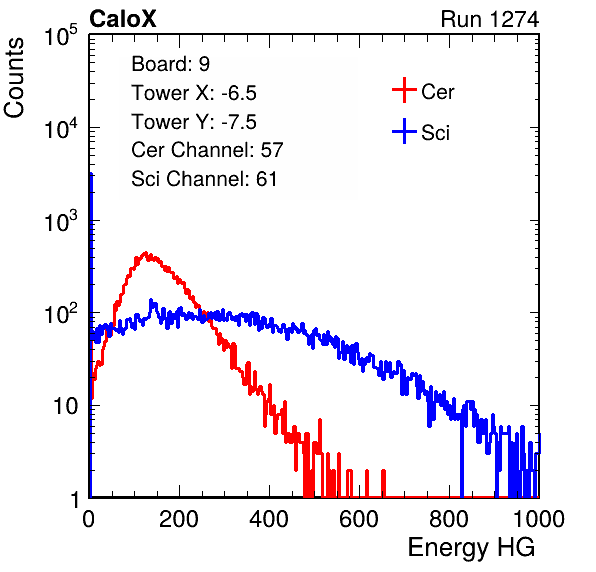 CaloX Run 1274
Counts
10^5
10^4
10^3
10^2
10
1
Board: 9
Tower X: -6.5
Tower Y: -7.5
Cer Channel: 57
Sci Channel: 61
Cer
Sci
0 200 400 600 800 1000
Energy HG